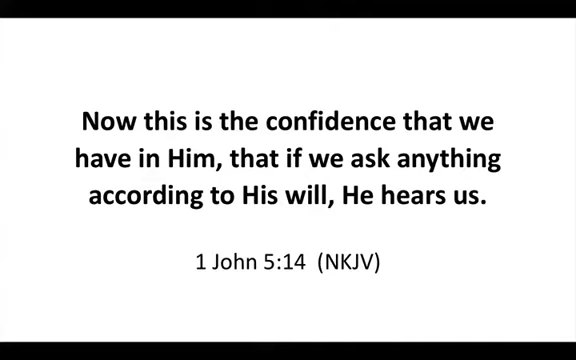 Now this is the confidence that we
have in Him, that if we ask anything
according to His will, He hears us.
1 John 5:14  (NKJV)